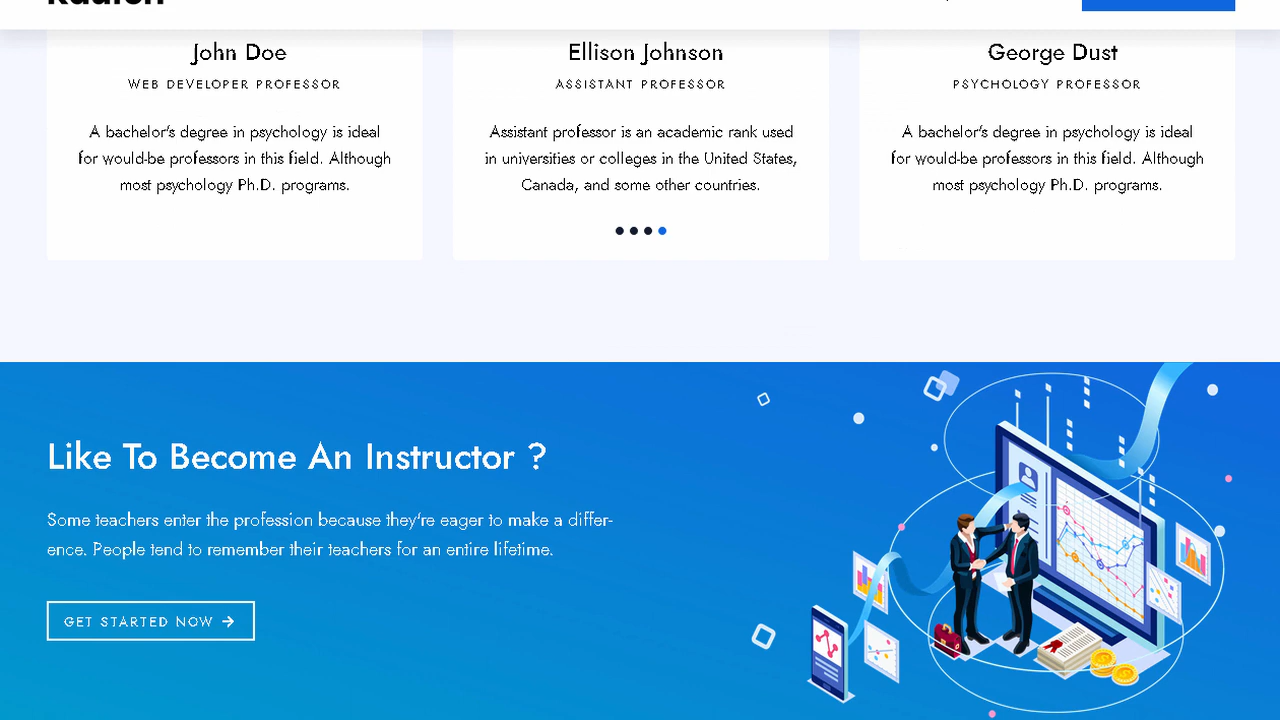 John Doe
WEB DEVELOPER PROFESSOR
A bachelor's degree in psychology is ideal
for would-be professors in this field. Although
most psychology Ph.D. programs.
Ellison Johnson
ASSISTANT PROFESSOR
Assistant professor is an academic rank used
in universities or colleges in the United States,
Canada, and some other countries.
George Dust
PSYCHOLOGY PROFESSOR
A bachelor's degree in psychology is ideal
for would-be professors in this field. Although
most psychology Ph.D. programs.
Like To Become An Instructor ?
Some teachers enter the profession because they're eager to make a differ-
ence. People tend to remember their teachers for an entire lifetime.
GET STARTED NOW →